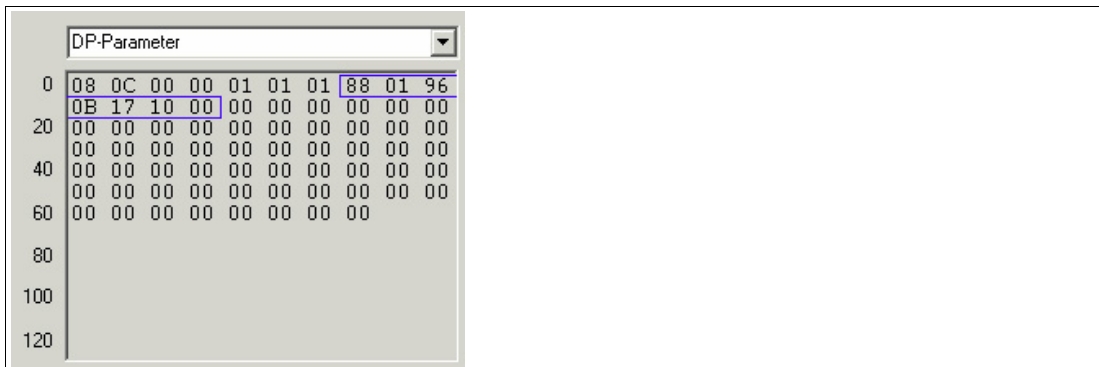 DP-Parameter
0 08 0C 00 00 01 01 01 88 01 96
0B 17 10 00 00 00 00 00 00 00
20 00 00 00 00 00 00 00 00 00 00
00 00 00 00 00 00 00 00 00 00
40 00 00 00 00 00 00 00 00 00 00
00 00 00 00 00 00 00 00 00 00
60 00 00 00 00 00 00 00 00
80
100
120